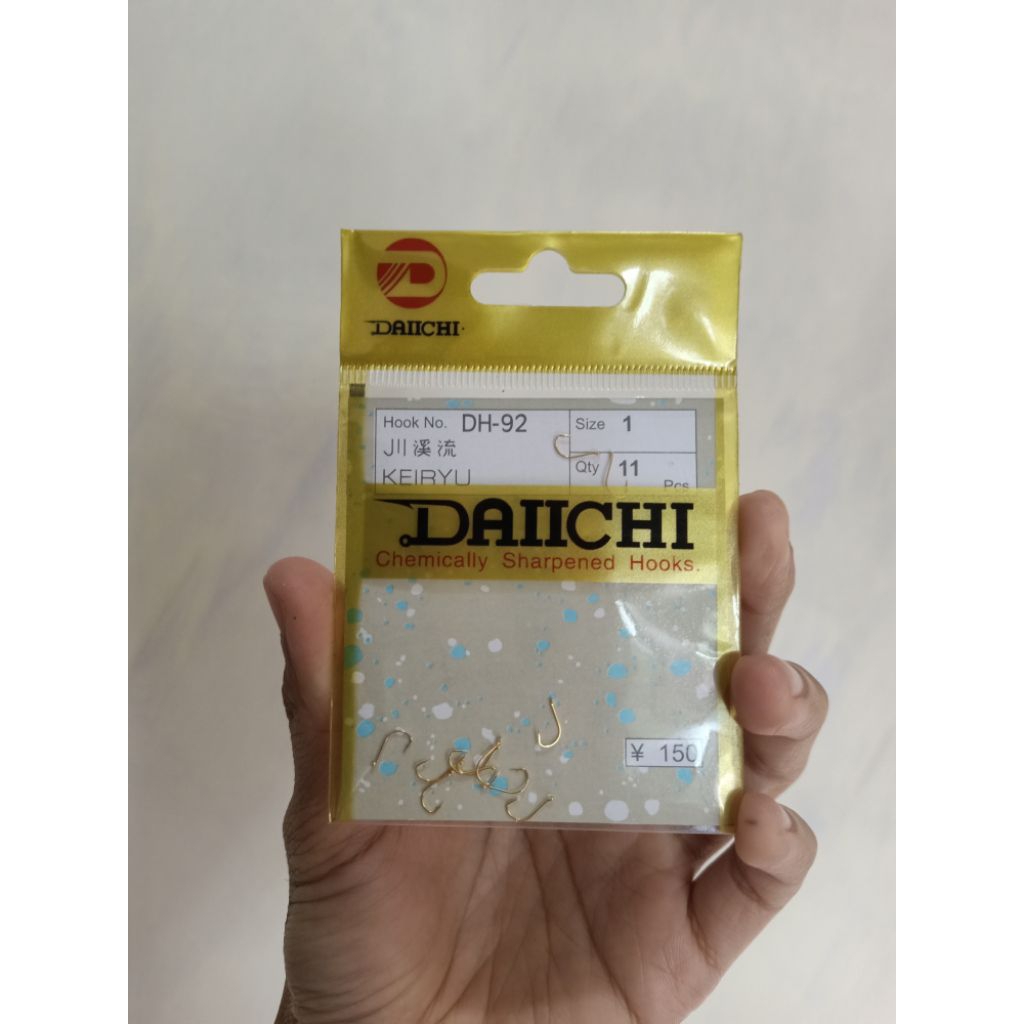 DAIICHI
Hook No. DH-92
川溪流
KEIRYU
Size 1
Qty 11 Pcs
DAIICHI
Chemically Sharpened Hooks.
¥ 150